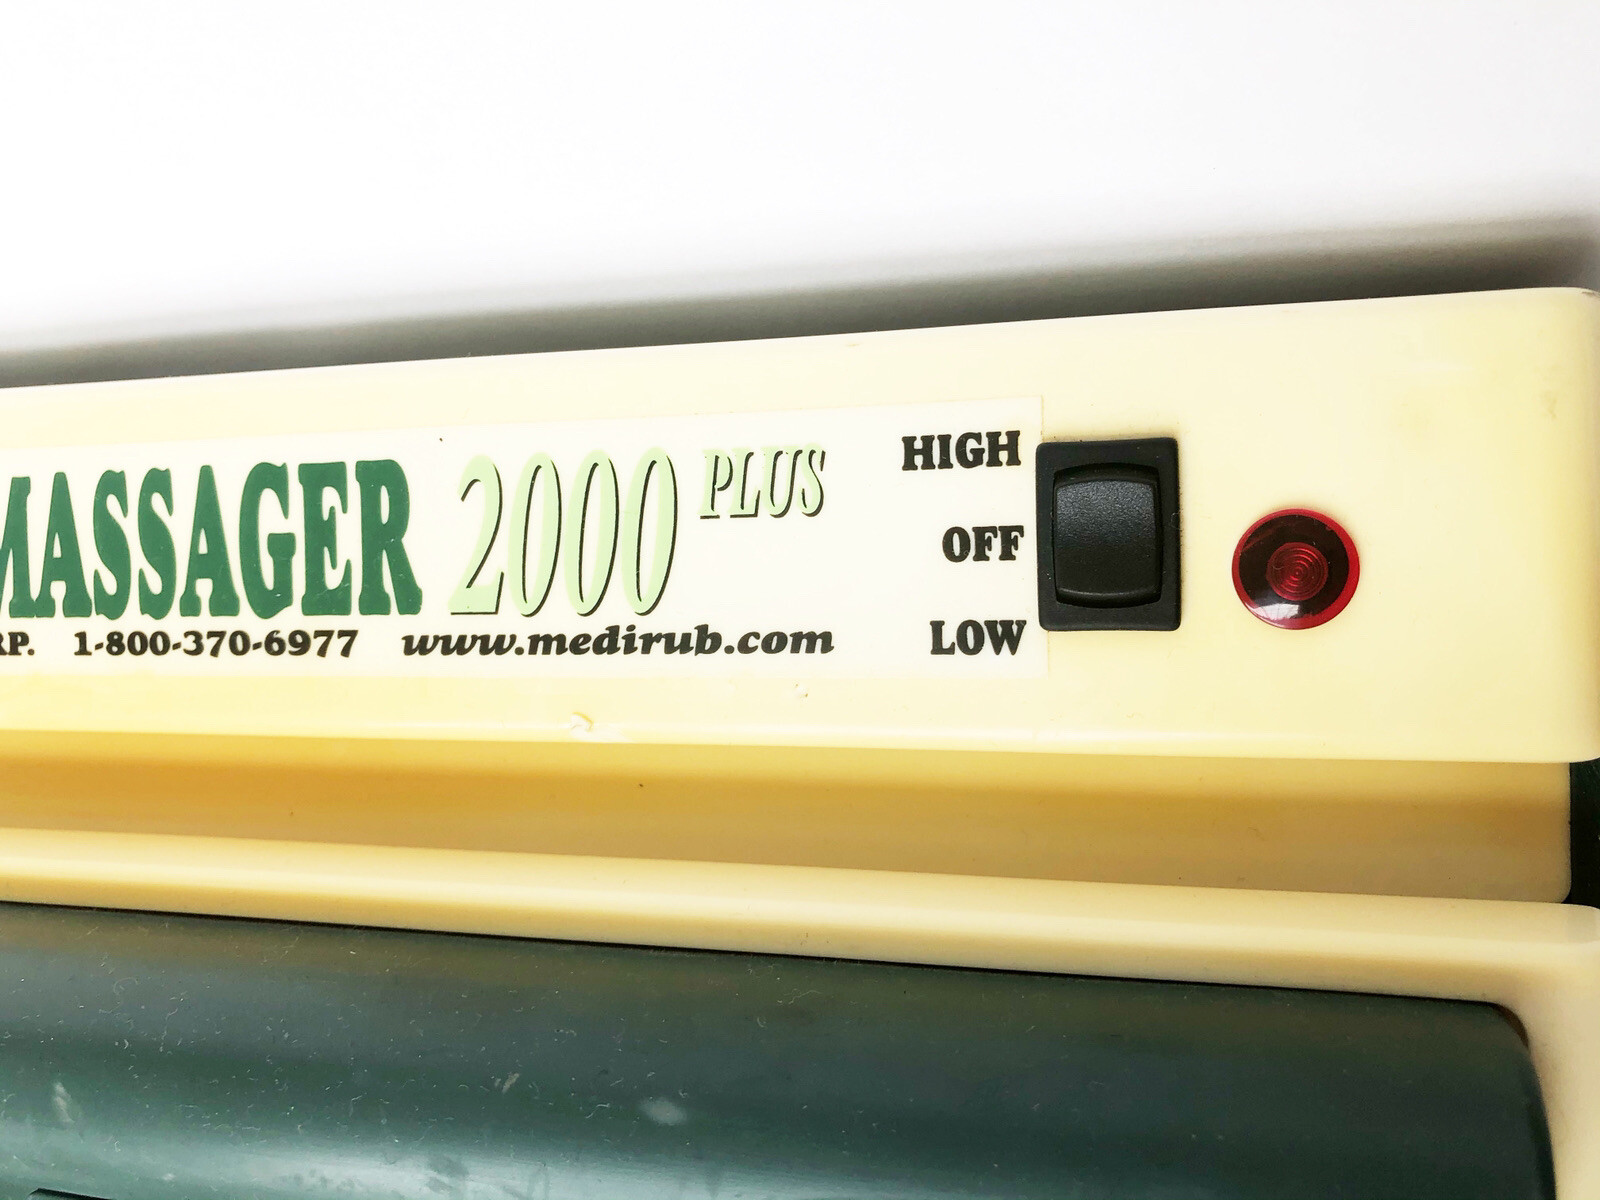 MASSAGER 2000 PLUS
RP. 1-800-370-6977 www.medirub.com
HIGH
OFF
LOW